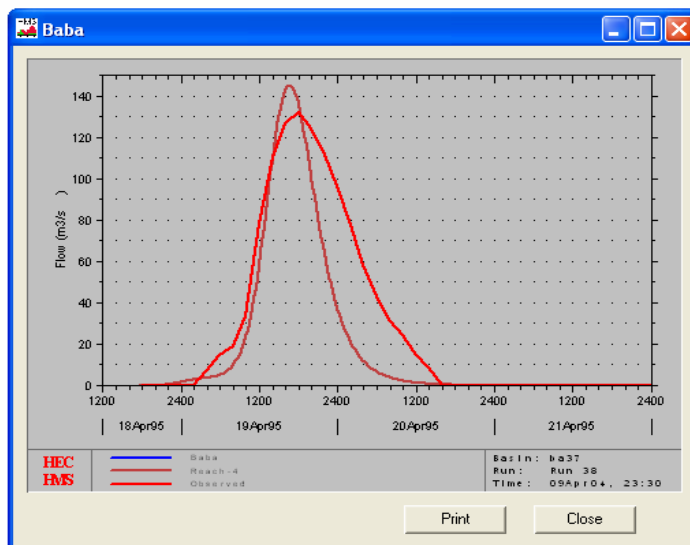 Baba
140
120
100
80
60
40
20
0
Flow (m3/s )
1200 2400 1200 2400 1200 2400 1200 2400
18Apr95 19Apr95 20Apr95 21Apr95
HEC
HMS
Baba
Reach-4
Observed
Basin: ba37
Run: Run 38
Time: 09Apr04, 23:30
Print Close